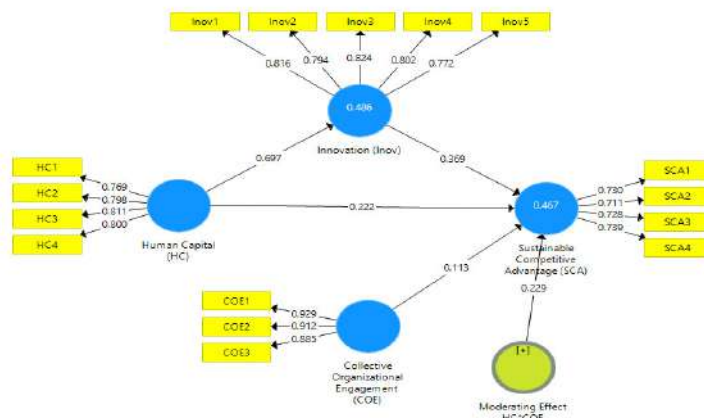 Inov1 Inov2 Inov3 Inov4 Inov5
0.816 0.794 0.824 0.802 0.772
0.486
Innovation (Inov)
0.697
0.369
HC1
HC2
HC3
HC4
0.769
0.798
0.811
0.800
Human Capital
(HC)
0.222
0.467
Sustainable
Competitive
Advantage (SCA)
0.730
0.711
0.728
0.739
SCA1
SCA2
SCA3
SCA4
0.113
0.229
COE1
COE2
COE3
0.929
0.912
0.885
Collective
Organizational
Engagement
(COE)
[+]
Moderating Effect
HC*COE